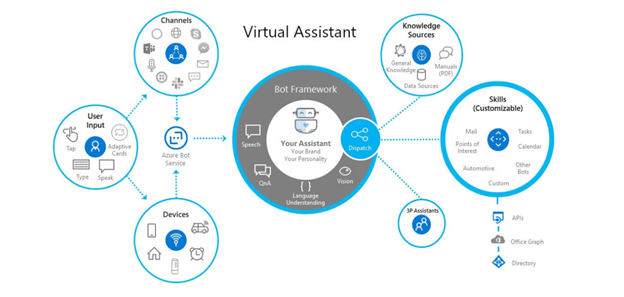 Virtual Assistant
Channels
User
Input
Tap
Adaptive
Cards
Type
Speak
Azure Bot
Service
Devices
Bot Framework
Your Assistant
Your Brand
Your Personality
Speech
QnA
{ }
Language
Understanding
Vision
Dispatch
Knowledge
Sources
General
Knowledge
Manuals
(PDF)
Data Sources
Skills
(Customizable)
Mail
Tasks
Points of
Interest
Calendar
Automotive
Other
Bots
Custom
3P Assistants
APIs
Office Graph
Directory